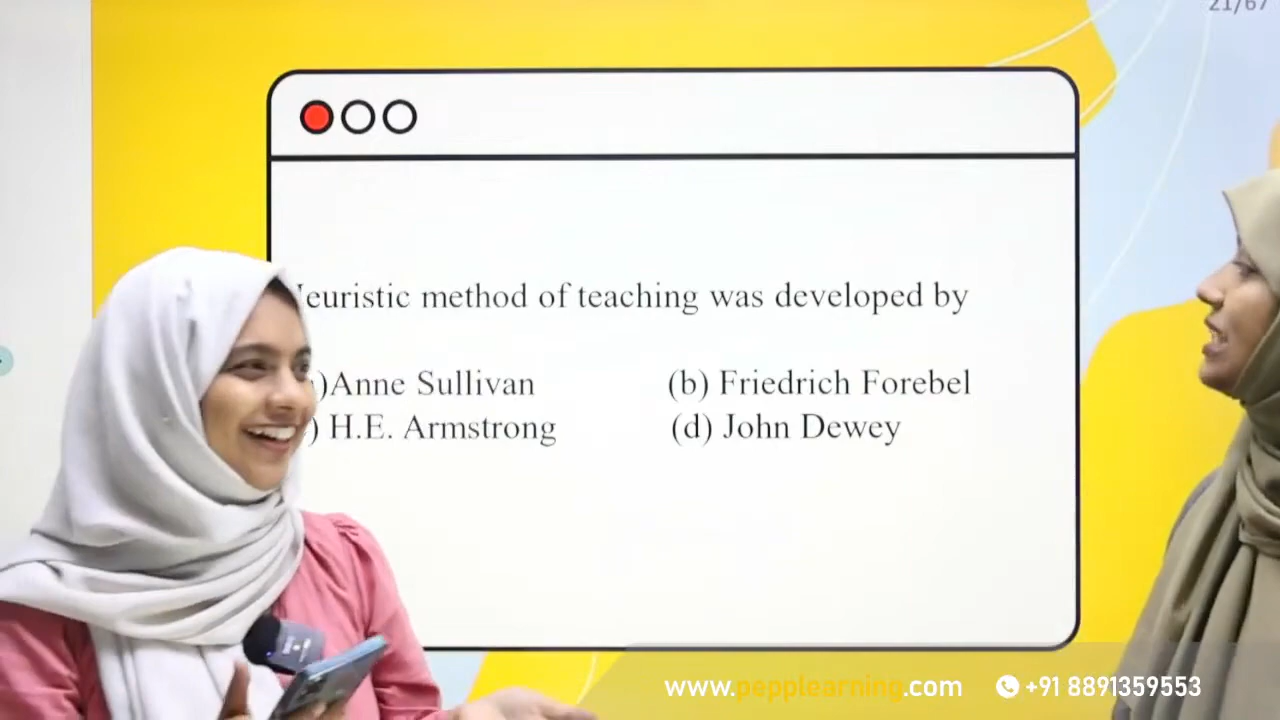 21/67
euristic method of teaching was developed by
)Anne Sullivan (b) Friedrich Forebel
) H.E. Armstrong (d) John Dewey
www.pepplearning.com +91 8891359553